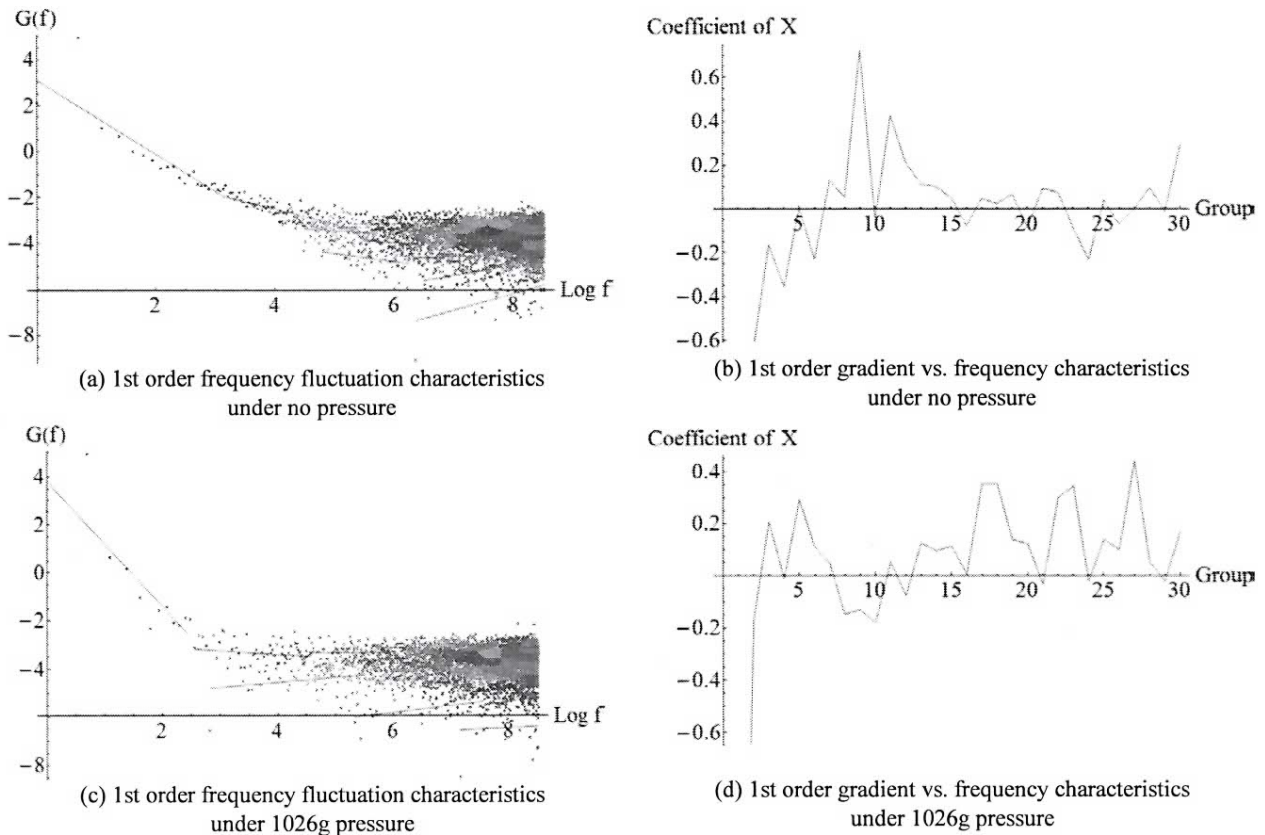 G(f)
4
2
0
−2
−4
−8
2
4
6
8
Log f
(a) 1st order frequency fluctuation characteristics
under no pressure
Coefficient of X
0.6
0.4
0.2
−0.2
−0.4
−0.6
5
10
15
20
25
30
Group
(b) 1st order gradient vs. frequency characteristics
under no pressure
G(f)
4
2
0
−2
−4
−8
2
4
6
8
Log f
(c) 1st order frequency fluctuation characteristics
under 1026g pressure
Coefficient of X
0.4
0.2
−0.2
−0.4
−0.6
5
10
15
20
25
30
Group
(d) 1st order gradient vs. frequency characteristics
under 1026g pressure